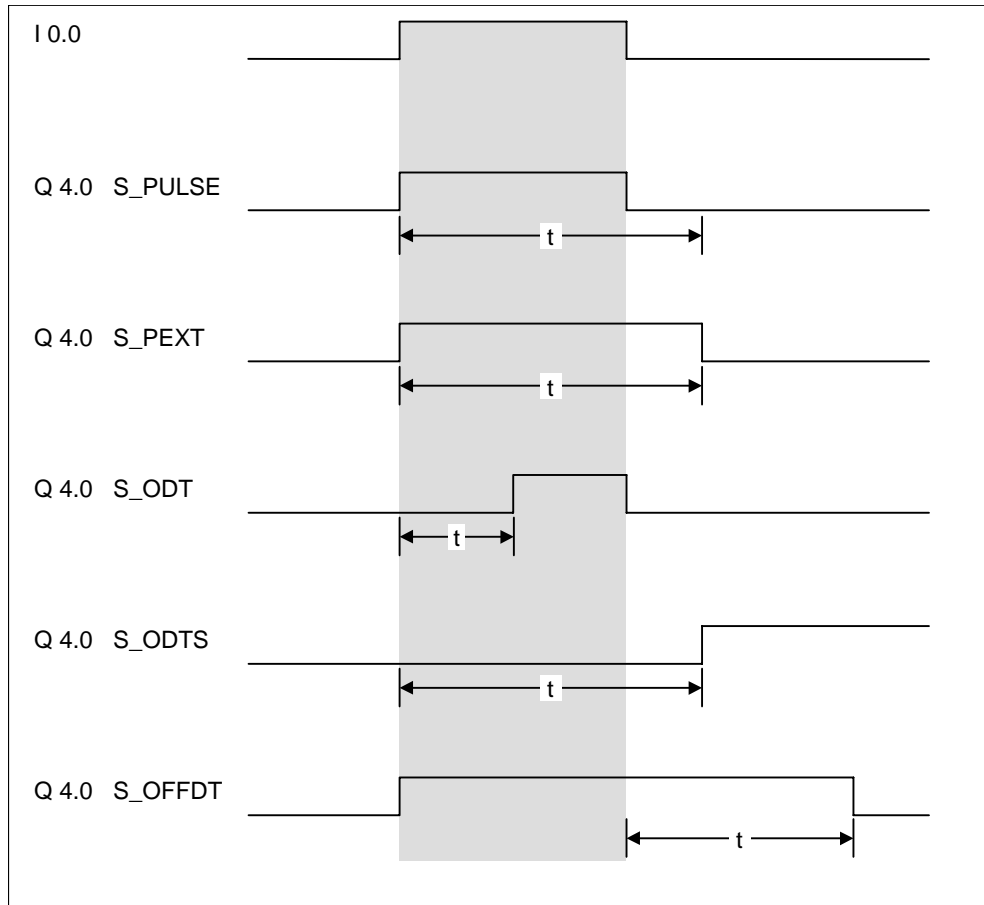 I 0.0
Q 4.0 S_PULSE
t
Q 4.0 S_PEXT
t
Q 4.0 S_ODT
t
Q 4.0 S_ODTS
t
Q 4.0 S_OFFDT
t